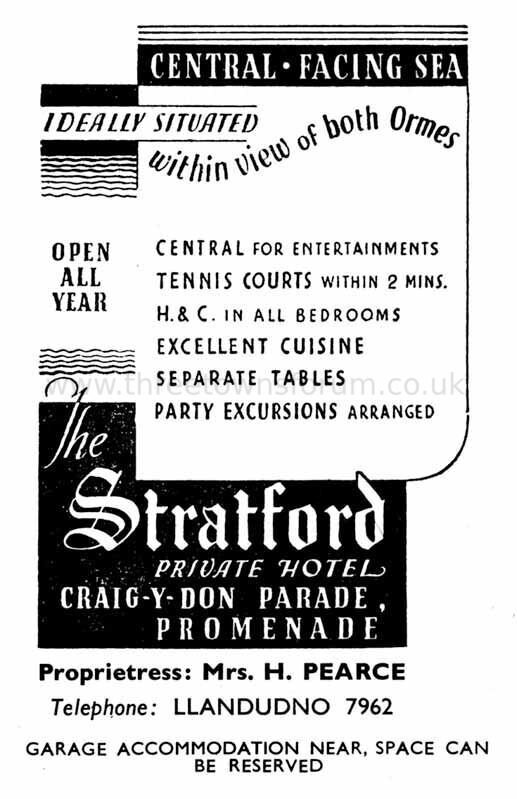 CENTRAL · FACING SEA
IDEALLY SITUATED
within view of both Ormes
OPEN
ALL
YEAR
CENTRAL FOR ENTERTAINMENTS
TENNIS COURTS WITHIN 2 MINS.
H. & C. IN ALL BEDROOMS
EXCELLENT CUISINE
SEPARATE TABLES
www.threetownsforum.co.uk
PARTY EXCURSIONS ARRANGED
The
Stratford
PRIVATE HOTEL
CRAIG-Y-DON PARADE,
PROMENADE
Proprietress: Mrs. H. PEARCE
Telephone: LLANDUDNO 7962
GARAGE ACCOMMODATION NEAR, SPACE CAN
BE RESERVED